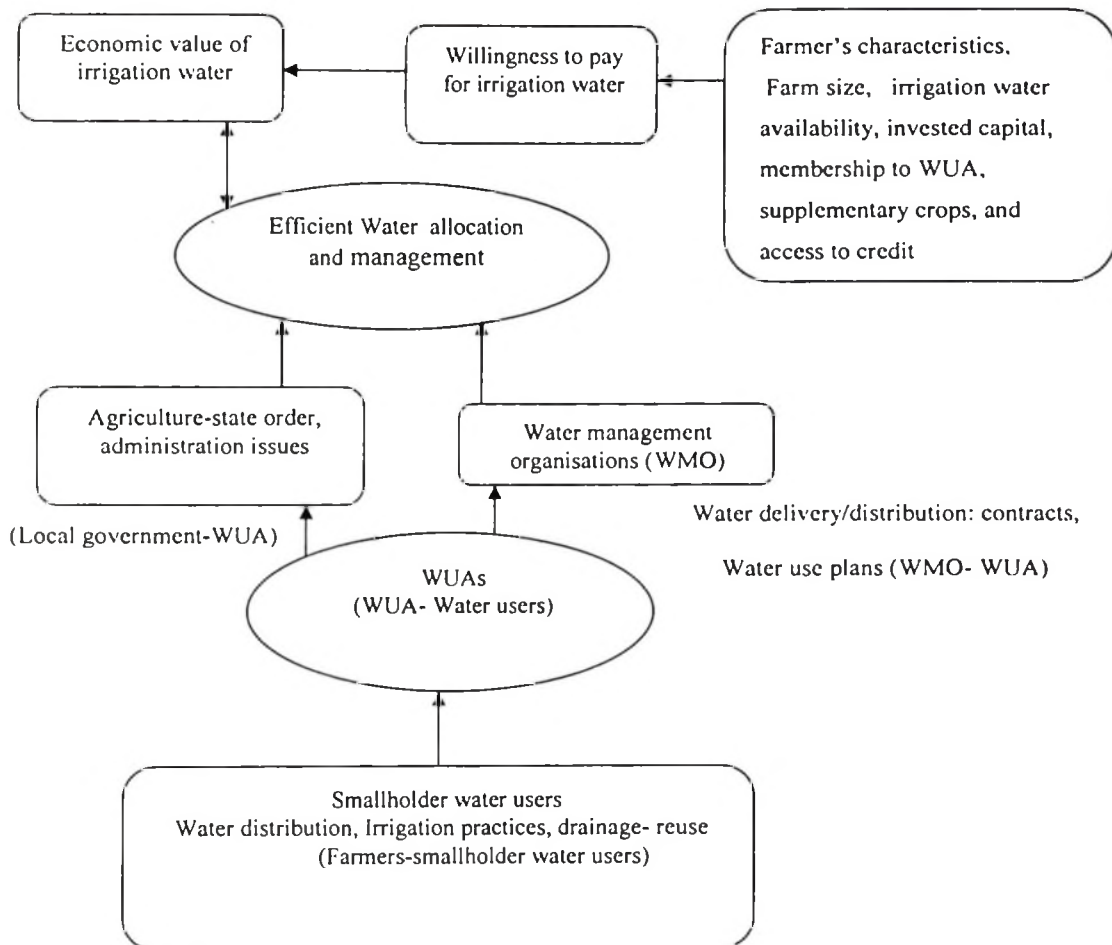 Economic value of
irrigation water
Willingness to pay
for irrigation water
Farmer's characteristics,
Farm size, irrigation water
availability, invested capital,
membership to WUA,
supplementary crops, and
access to credit
Efficient Water allocation
and management
Agriculture-state order,
administration issues
Water management
organisations (WMO)
(Local government-WUA)
Water delivery/distribution: contracts,
Water use plans (WMO- WUA)
WUAs
(WUA- Water users)
Smallholder water users
Water distribution, Irrigation practices, drainage- reuse
(Farmers-smallholder water users)